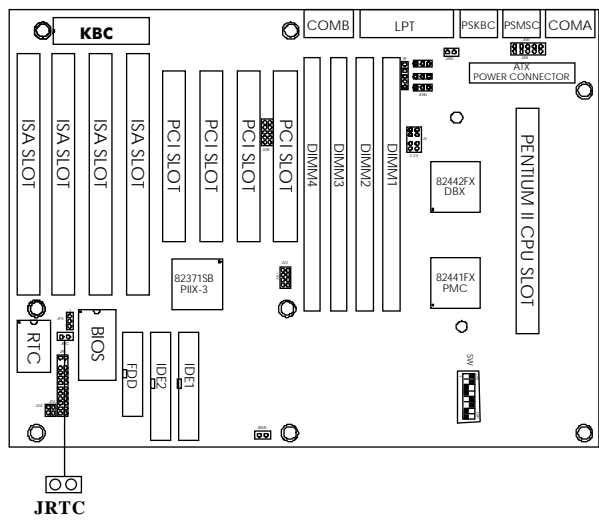 KBC
COMB
LPT
PSKBC
PSMSC
COMA
ATX
POWER CONNECTOR
ISA SLOT
ISA SLOT
ISA SLOT
ISA SLOT
PCI SLOT
PCI SLOT
PCI SLOT
PCI SLOT
DIMM4
DIMM3
DIMM2
DIMM1
3.3V
82442FX
DBX
PENTIUM II CPU SLOT
82371SB
PIIX-3
82441FX
PMC
RTC
BIOS
FDD
IDE2
IDE1
SW
JRTC